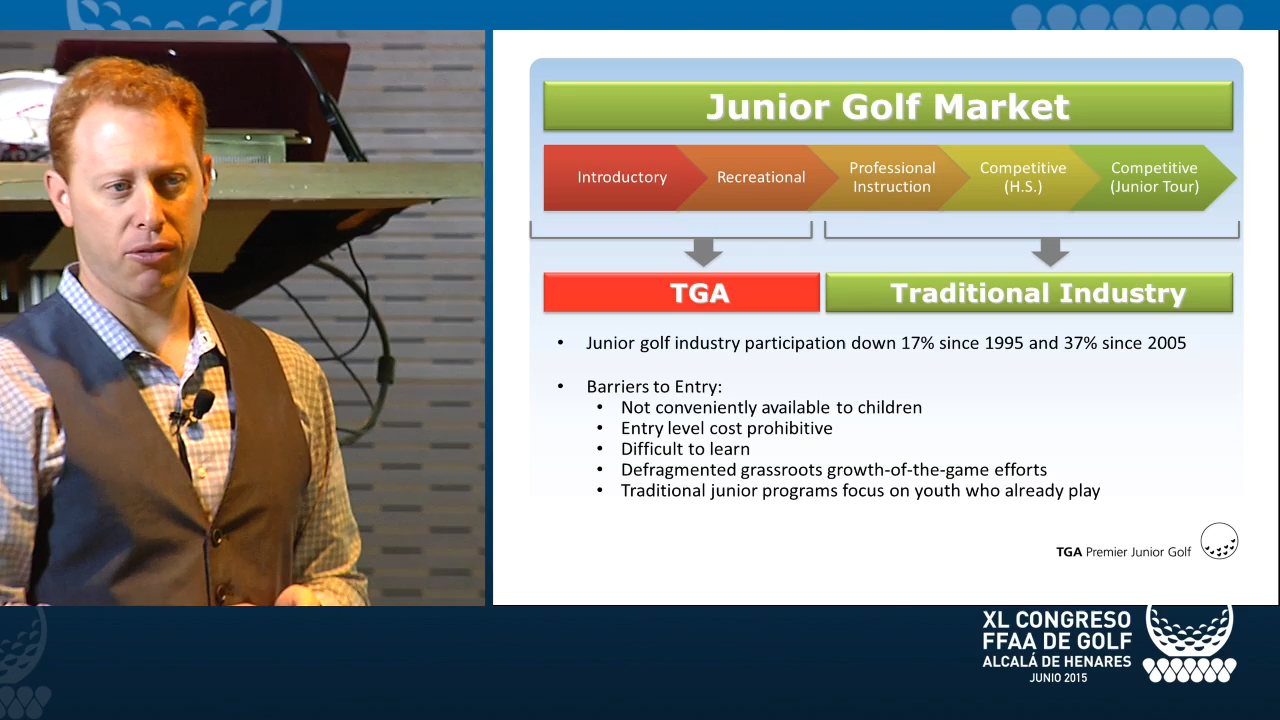 Junior Golf Market
Introductory
Recreational
Professional
Instruction
Competitive
(H.S.)
Competitive
(Junior Tour)
TGA
Traditional Industry
• Junior golf industry participation down 17% since 1995 and 37% since 2005
• Barriers to Entry:
• Not conveniently available to children
• Entry level cost prohibitive
• Difficult to learn
• Defragmented grassroots growth-of-the-game efforts
• Traditional junior programs focus on youth who already play
TGA Premier Junior Golf
XL CONGRESO
FFAA DE GOLF
ALCALÁ DE HENARES
JUNIO 2015